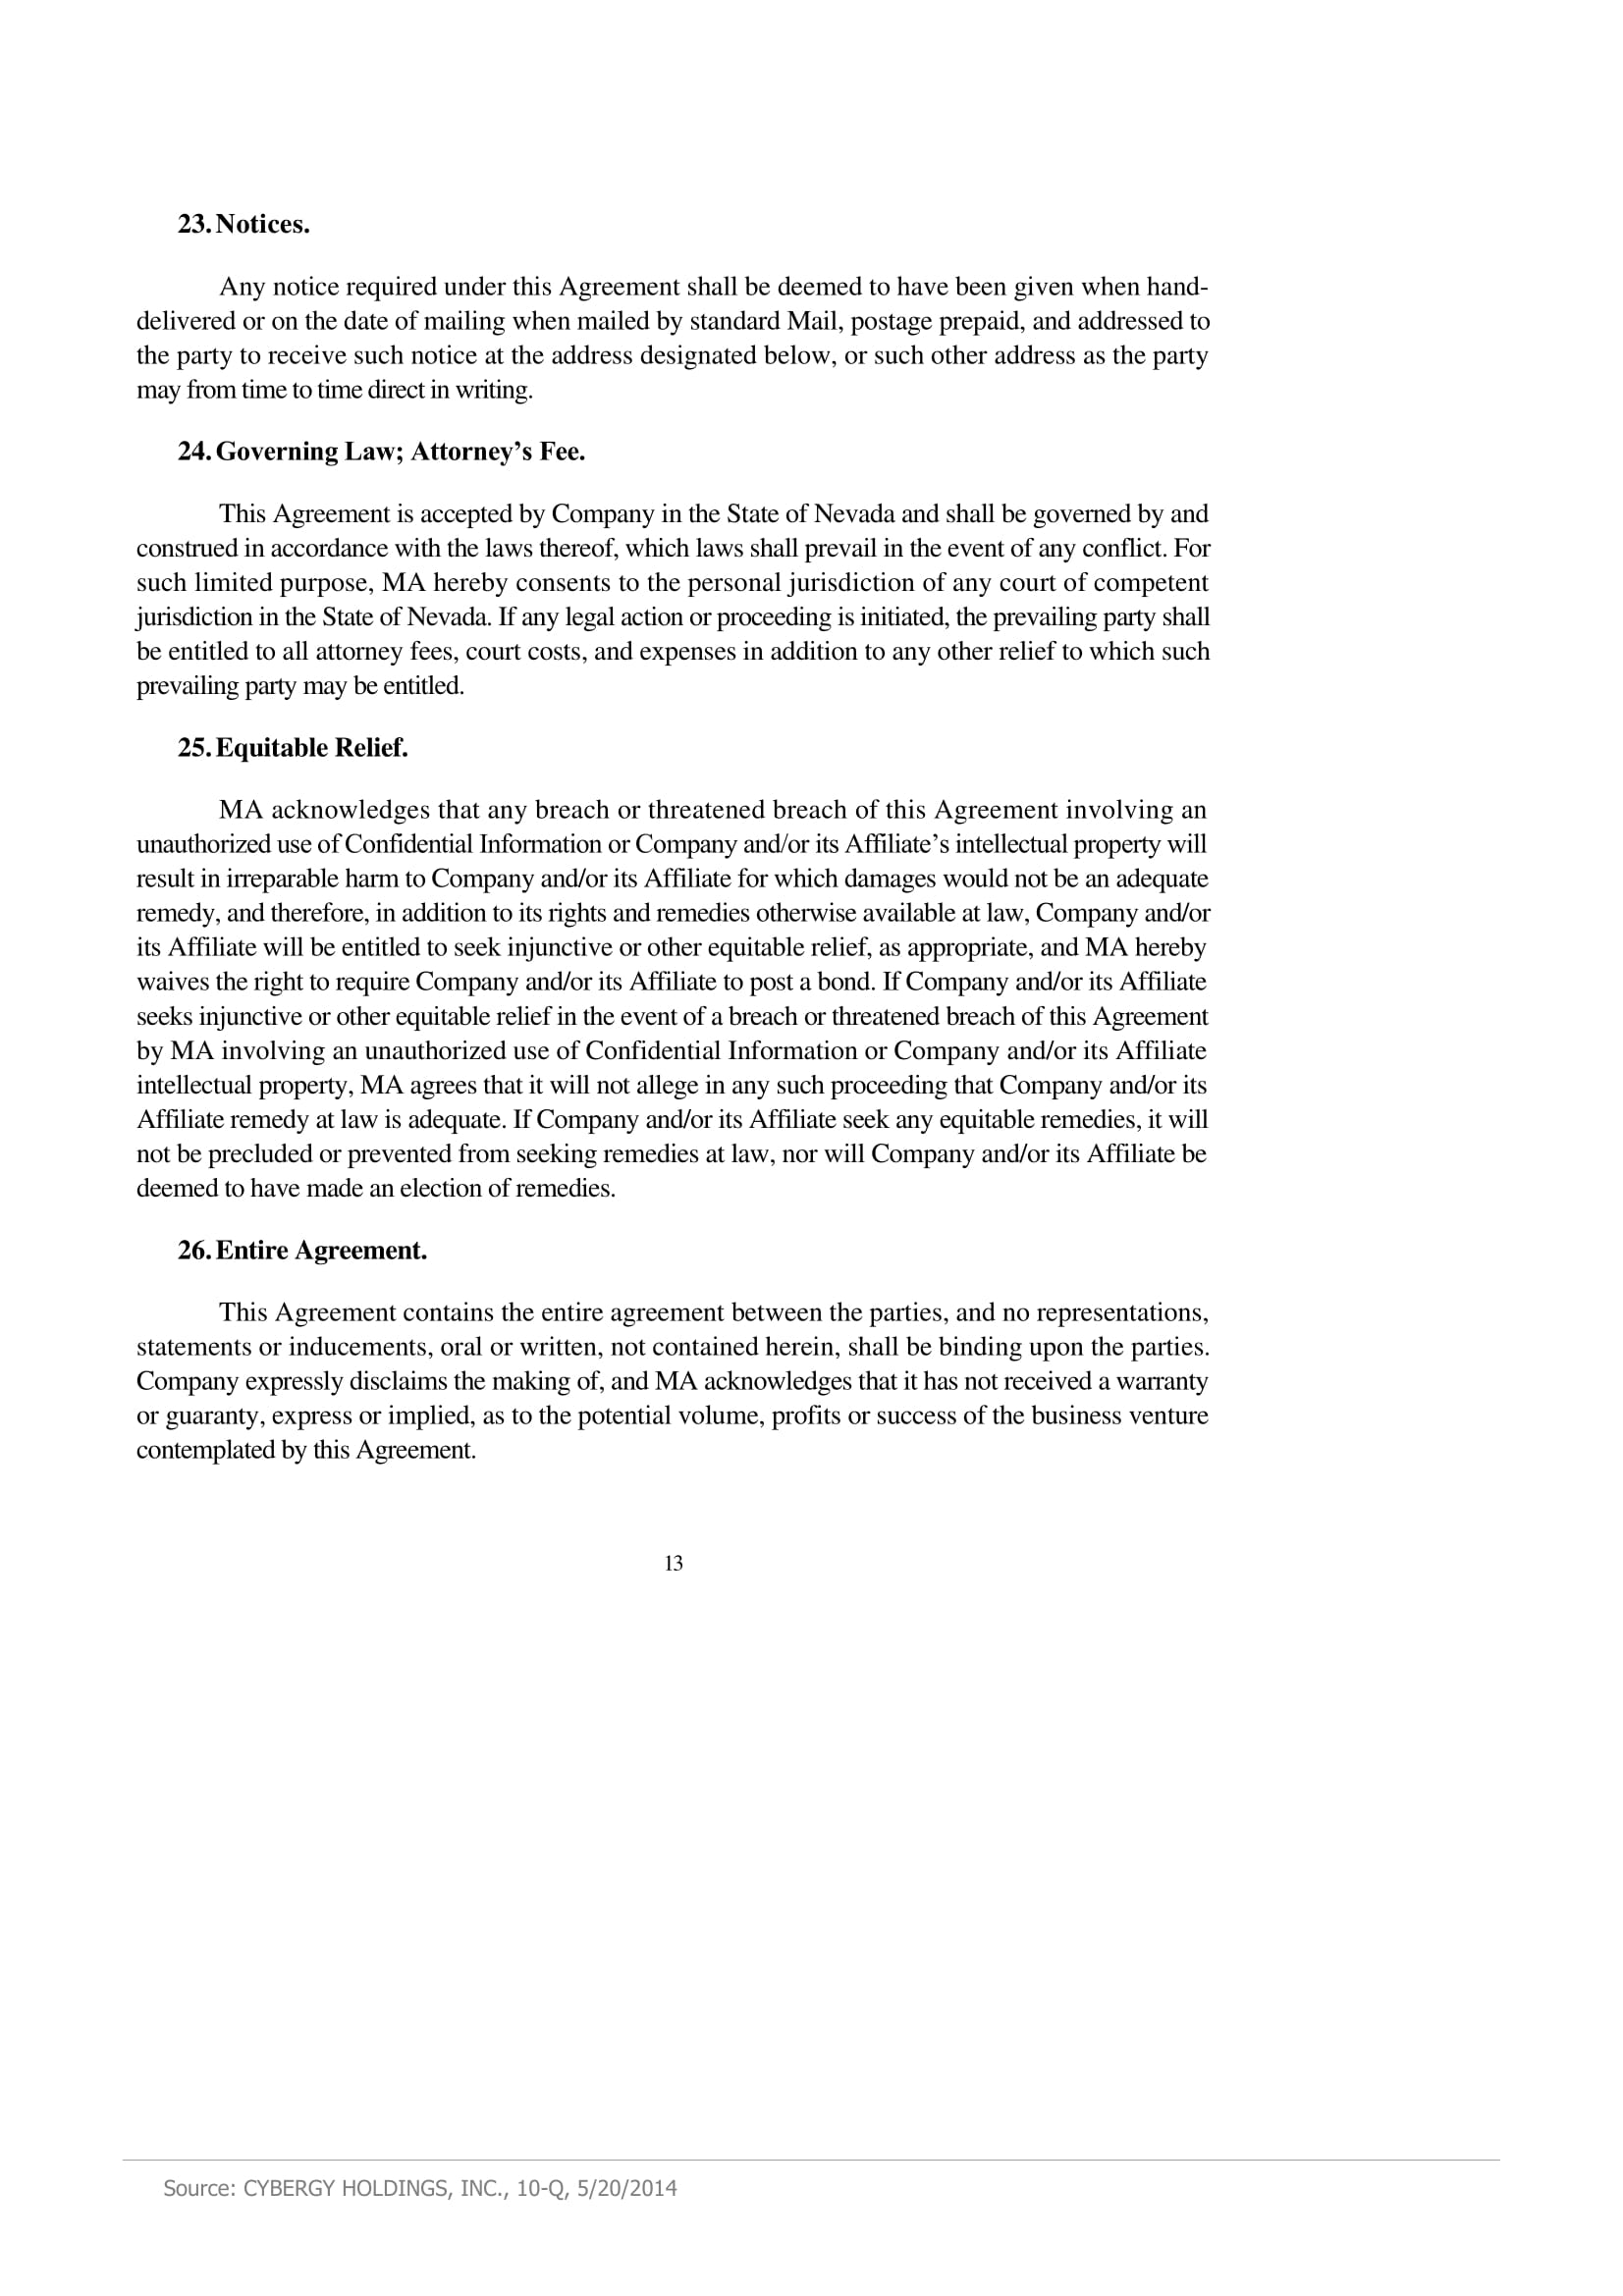 23. Notices.
Any notice required under this Agreement shall be deemed to have been given when hand-
delivered or on the date of mailing when mailed by standard Mail, postage prepaid, and addressed to
the party to receive such notice at the address designated below, or such other address as the party
may from time to time direct in writing.
24. Governing Law; Attorney’s Fee.
This Agreement is accepted by Company in the State of Nevada and shall be governed by and
construed in accordance with the laws thereof, which laws shall prevail in the event of any conflict. For
such limited purpose, MA hereby consents to the personal jurisdiction of any court of competent
jurisdiction in the State of Nevada. If any legal action or proceeding is initiated, the prevailing party shall
be entitled to all attorney fees, court costs, and expenses in addition to any other relief to which such
prevailing party may be entitled.
25. Equitable Relief.
MA acknowledges that any breach or threatened breach of this Agreement involving an
unauthorized use of Confidential Information or Company and/or its Affiliate’s intellectual property will
result in irreparable harm to Company and/or its Affiliate for which damages would not be an adequate
remedy, and therefore, in addition to its rights and remedies otherwise available at law, Company and/or
its Affiliate will be entitled to seek injunctive or other equitable relief, as appropriate, and MA hereby
waives the right to require Company and/or its Affiliate to post a bond. If Company and/or its Affiliate
seeks injunctive or other equitable relief in the event of a breach or threatened breach of this Agreement
by MA involving an unauthorized use of Confidential Information or Company and/or its Affiliate
intellectual property, MA agrees that it will not allege in any such proceeding that Company and/or its
Affiliate remedy at law is adequate. If Company and/or its Affiliate seek any equitable remedies, it will
not be precluded or prevented from seeking remedies at law, nor will Company and/or its Affiliate be
deemed to have made an election of remedies.
26. Entire Agreement.
This Agreement contains the entire agreement between the parties, and no representations,
statements or inducements, oral or written, not contained herein, shall be binding upon the parties.
Company expressly disclaims the making of, and MA acknowledges that it has not received a warranty
or guaranty, express or implied, as to the potential volume, profits or success of the business venture
contemplated by this Agreement.
13
Source: CYBERGY HOLDINGS, INC., 10-Q, 5/20/2014